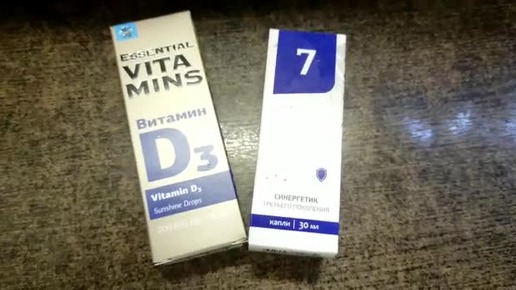 ESSENTIAL
VITA
MINS
Витамин
D3
Vitamin D3
Sunshine Drops
7
СИНЕРГЕТИК
ТРЕТЬЕГО ПОКОЛЕНИЯ
КАПЛИ | 30 МЛ